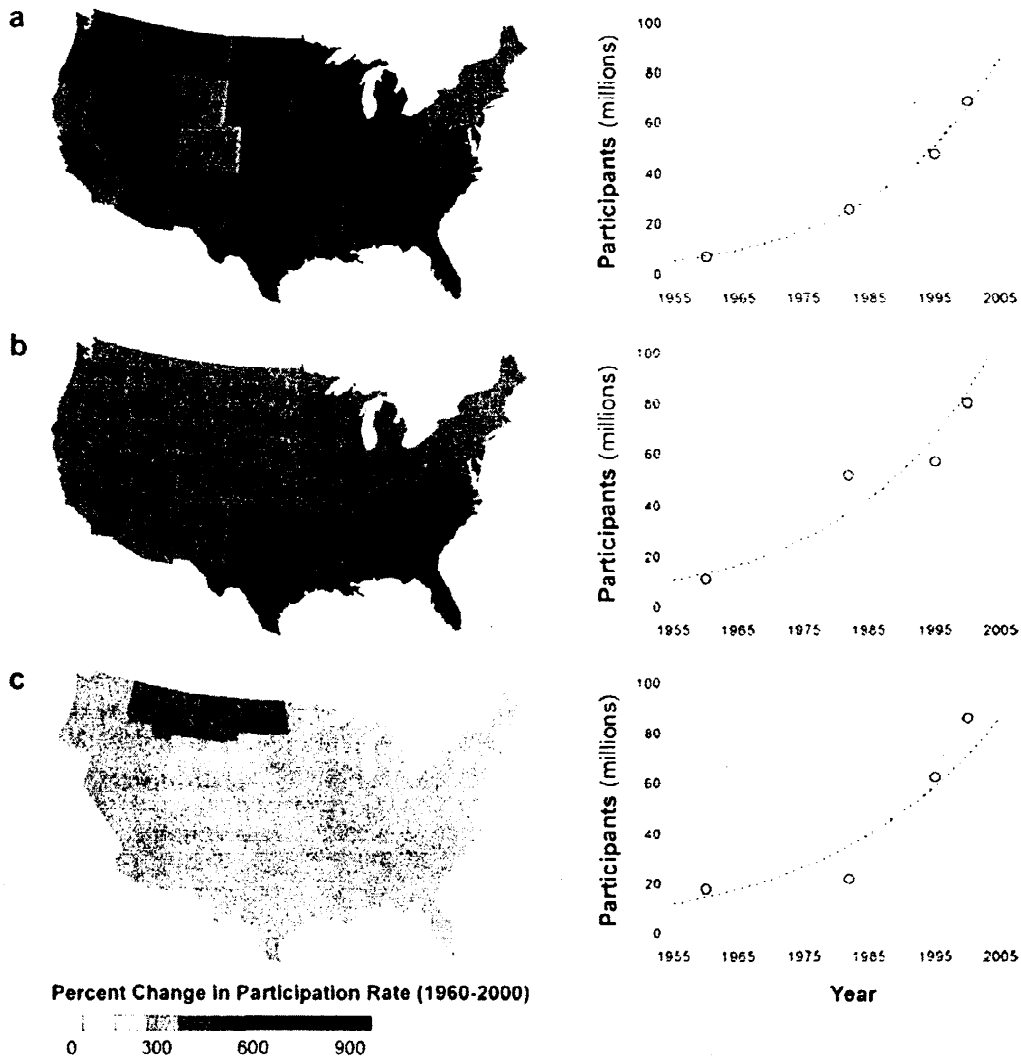 a
100
80
60
40
20
0
Participants (millions)
1955 1965 1975 1985 1995 2005
b
100
80
60
40
20
0
Participants (millions)
1955 1965 1975 1985 1995 2005
c
100
80
60
40
20
0
Participants (millions)
1955 1965 1975 1985 1995 2005
Percent Change in Participation Rate (1960-2000)
Year
0 300 600 900